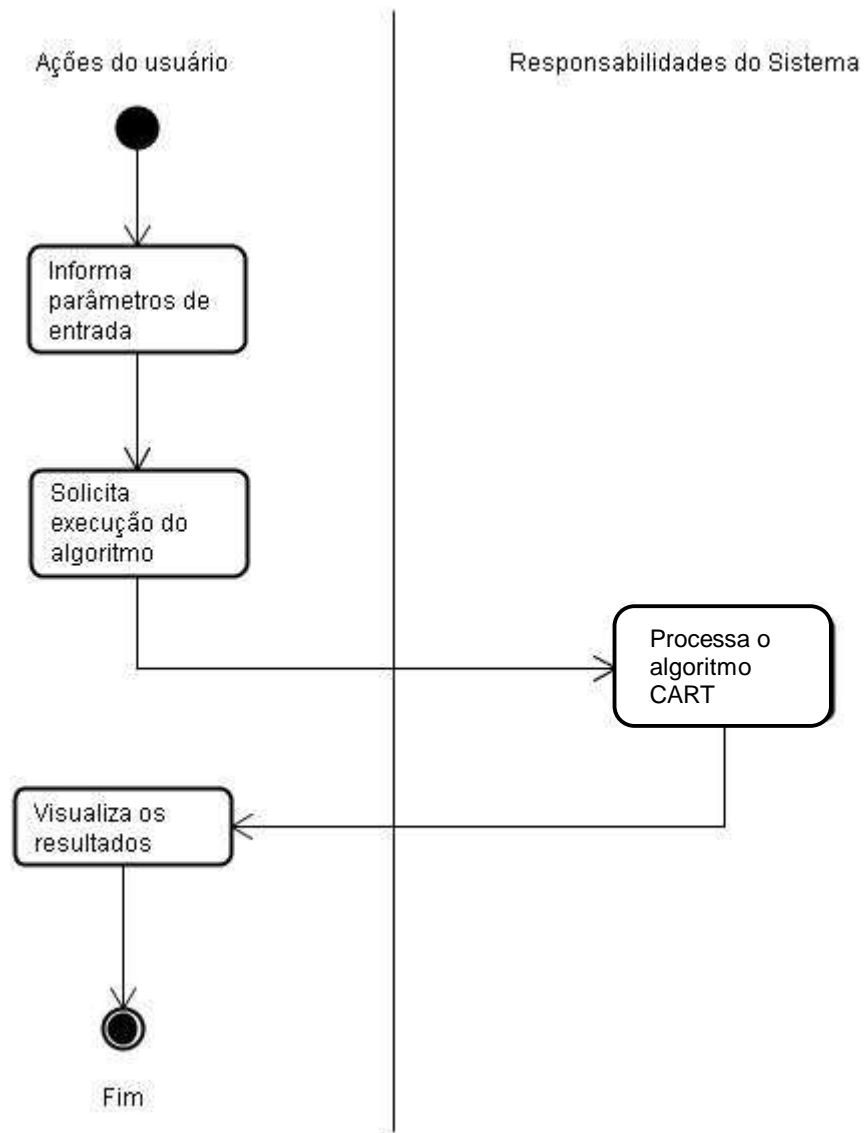 Ações do usuário
Responsabilidades do Sistema
Informa
parâmetros de
entrada
Solicita
execução do
algoritmo
Processa o
algoritmo
CART
Visualiza os
resultados
Fim